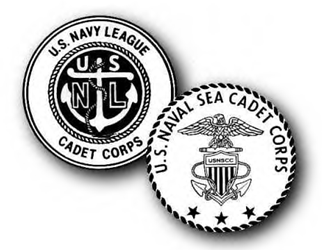 U.S. NAVY LEAGUE
U S
N L
CADET CORPS
U.S. NAVAL SEA CADET CORPS
USNSCC